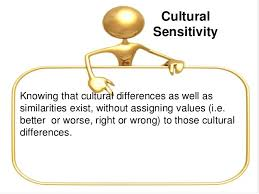 Cultural
Sensitivity
Knowing that cultural differences as well as
similarities exist, without assigning values (i.e.
better or worse, right or wrong) to those cultural
differences.